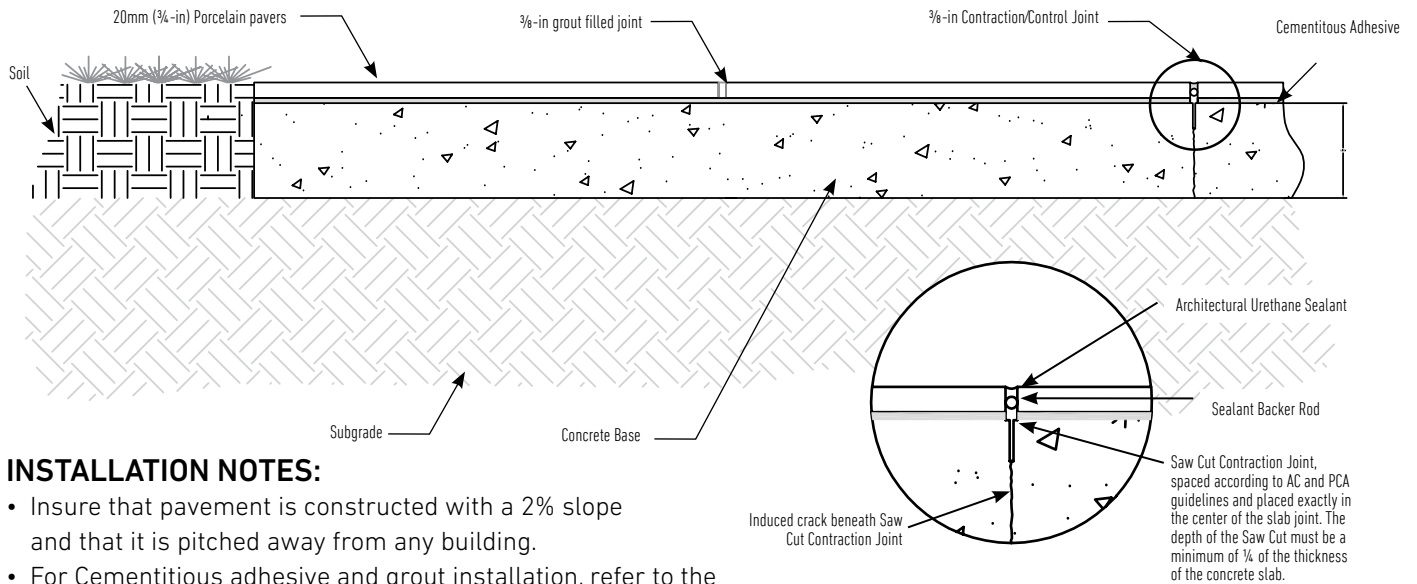 20mm (¾-in) Porcelain pavers
⅜-in grout filled joint
⅜-in Contraction/Control Joint
Cementitous Adhesive
Soil
Architectural Urethane Sealant
Sealant Backer Rod
Subgrade
Concrete Base
Saw Cut Contraction Joint,
spaced according to AC and PCA
guidelines and placed exactly in
the center of the slab joint. The
depth of the Saw Cut must be a
minimum of ¼ of the thickness
of the concrete slab.
Induced crack beneath Saw
Cut Contraction Joint
INSTALLATION NOTES:
• Insure that pavement is constructed with a 2% slope
and that it is pitched away from any building.
• For Cementitious adhesive and grout installation, refer to the